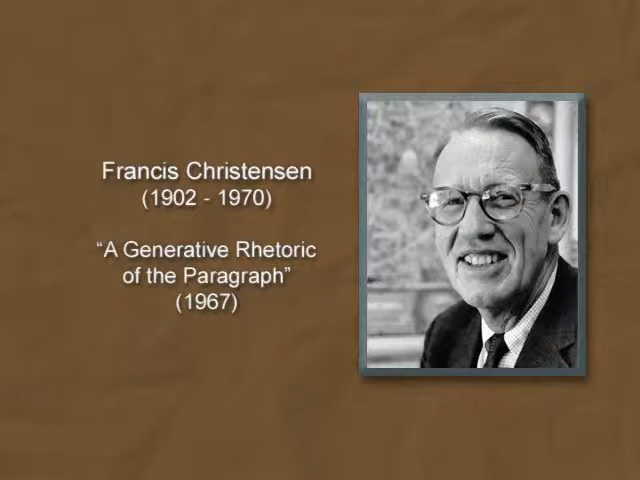 Francis Christensen
(1902 - 1970)
“A Generative Rhetoric
of the Paragraph”
(1967)